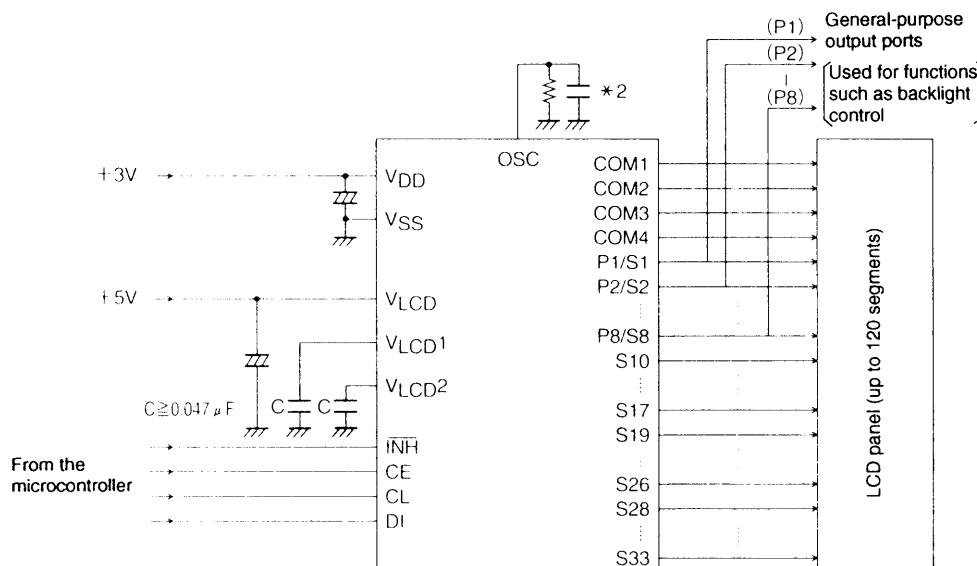 (P1)
General-purpose
output ports
(P2)
(P8)
Used for functions
such as backlight
control
*2
OSC
+3V
VDD
VSS
+5V
VLCD
VLCD1
VLCD2
C≧0.047μF
C
C
From the
microcontroller
INH
CE
CL
DI
COM1
COM2
COM3
COM4
P1/S1
P2/S2
P8/S8
S10
S17
S19
S26
S28
S33
LCD panel (up to 120 segments)